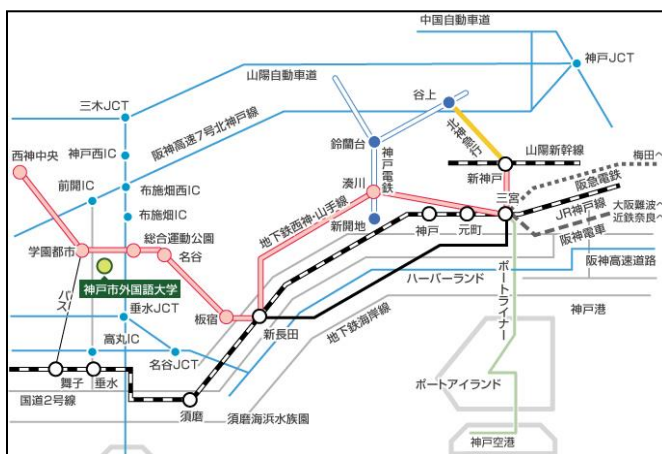 中国自動車道
神戸JCT
山陽自動車道
谷上
三木JCT
阪神高速7号北神戸線
北神急行
鈴蘭台
神戸電鉄
山陽新幹線
梅田へ
西神中央
神戸西IC
前開IC
布施畑西IC
湊川
新神戸
阪急電鉄
三宮
JR神戸線
大阪難波へ
近鉄奈良へ
布施畑IC
地下鉄西神・山手線
新開地
神戸
元町
阪神電車
学園都市
総合運動公園
名谷
ハーバーランド
阪神高速道路
神戸市外国語大学
バス
垂水JCT
板宿
新長田
地下鉄海岸線
ポートライナー
神戸港
高丸IC
名谷JCT
舞子
垂水
ポートアイランド
国道2号線
須磨
須磨海浜水族園
神戸空港